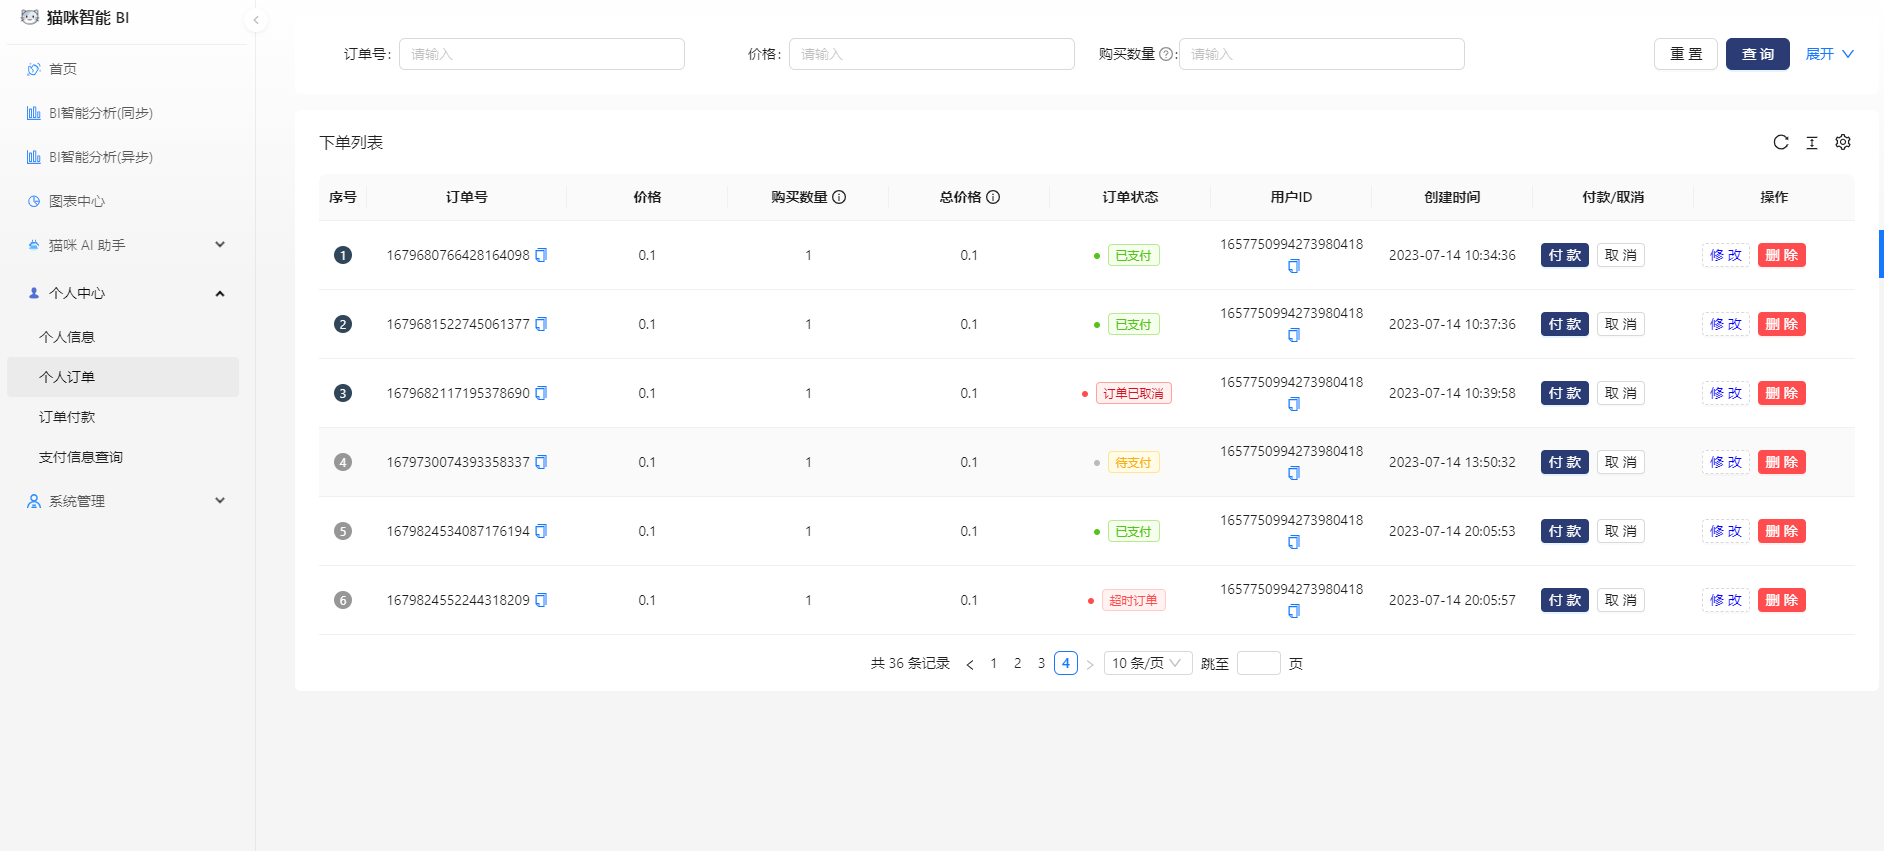 猫咪智能 BI
首页
BI智能分析(同步)
BI智能分析(异步)
图表中心
猫咪 AI 助手
个人中心
个人信息
个人订单
订单付款
支付信息查询
系统管理
订单号: 请输入 价格: 请输入 购买数量 ?: 请输入 重 置 查 询 展开
下单列表
序号 订单号 价格 购买数量 总价格 订单状态 用户ID 创建时间 付款/取消 操作
1 1679680766428164098 0.1 1 0.1 已支付 1657750994273980418 2023-07-14 10:34:36 付 款 取 消 修 改 删 除
2 1679681522745061377 0.1 1 0.1 已支付 1657750994273980418 2023-07-14 10:37:36 付 款 取 消 修 改 删 除
3 1679682117195378690 0.1 1 0.1 订单已取消 1657750994273980418 2023-07-14 10:39:58 付 款 取 消 修 改 删 除
4 1679730074393358337 0.1 1 0.1 待支付 1657750994273980418 2023-07-14 13:50:32 付 款 取 消 修 改 删 除
5 1679824534087176194 0.1 1 0.1 已支付 1657750994273980418 2023-07-14 20:05:53 付 款 取 消 修 改 删 除
6 1679824552244318209 0.1 1 0.1 超时订单 1657750994273980418 2023-07-14 20:05:57 付 款 取 消 修 改 删 除
共 36 条记录 < 1 2 3 4 > 10 条/页 跳至 页